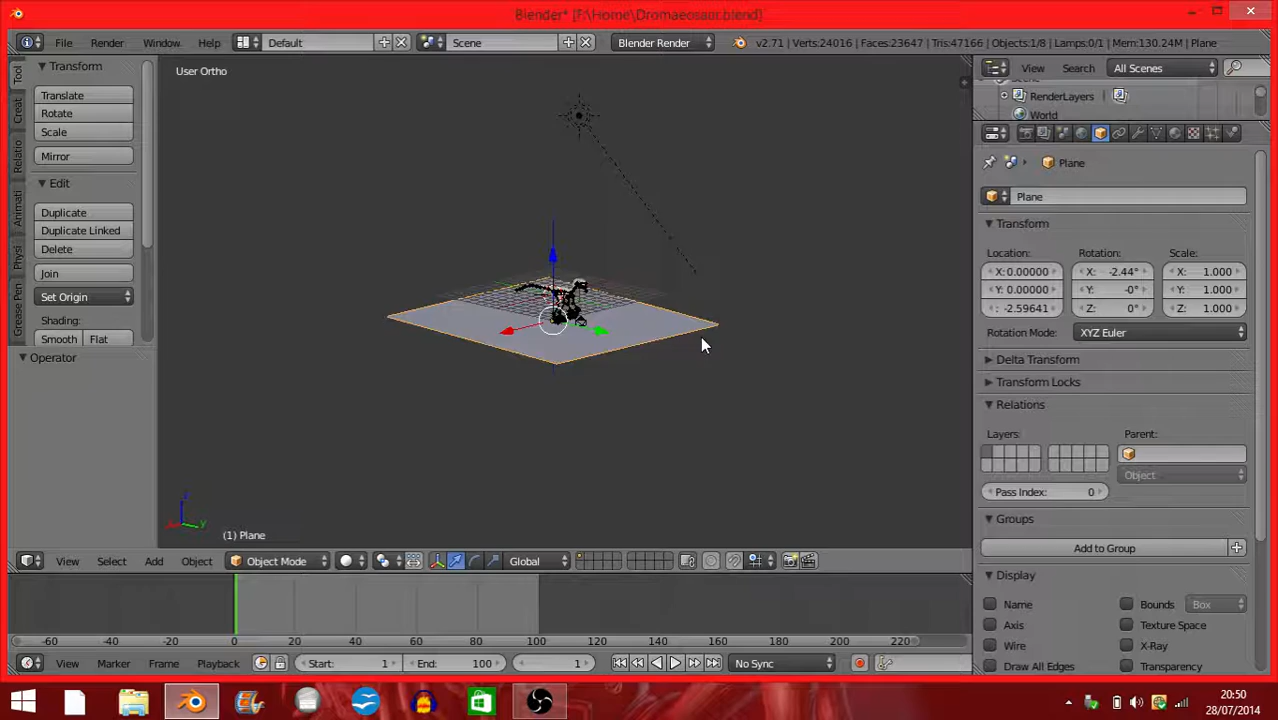 Blender* [F:\Home\Dromaeosaur.blend]
File Render Window Help Default Scene Blender Render v2.71 | Verts:24016 | Faces:23647 | Tris:47166 | Objects:1/8 | Lamps:0/1 | Mem:130.24M | Plane
Tool
Creat
Relatio
Animati
Physi
Grease Pen
Transform
Translate
Rotate
Scale
Mirror
Edit
Duplicate
Duplicate Linked
Delete
Join
Set Origin
Shading:
Smooth Flat
Operator
User Ortho
(1) Plane
View Select Add Object Object Mode Global
View Search All Scenes
RenderLayers
World
Plane
Plane
Transform
Location: Rotation: Scale:
X:0.00000 X: -2.44° X: 1.000
Y: 0.00000 Y: -0° Y: 1.000
: -2.59641 Z: 0° Z: 1.000
Rotation Mode: XYZ Euler
Delta Transform
Transform Locks
Relations
Layers: Parent:
Object
Pass Index: 0
Groups
Add to Group
Display
Name Bounds Box
Axis Texture Space
Wire X-Ray
Draw All Edges Transparency
-60 -40 -20 0 20 40 60 80 100 120 140 160 180 200 220
View Marker Frame Playback Start: 1 End: 100 1 No Sync
20:50
28/07/2014